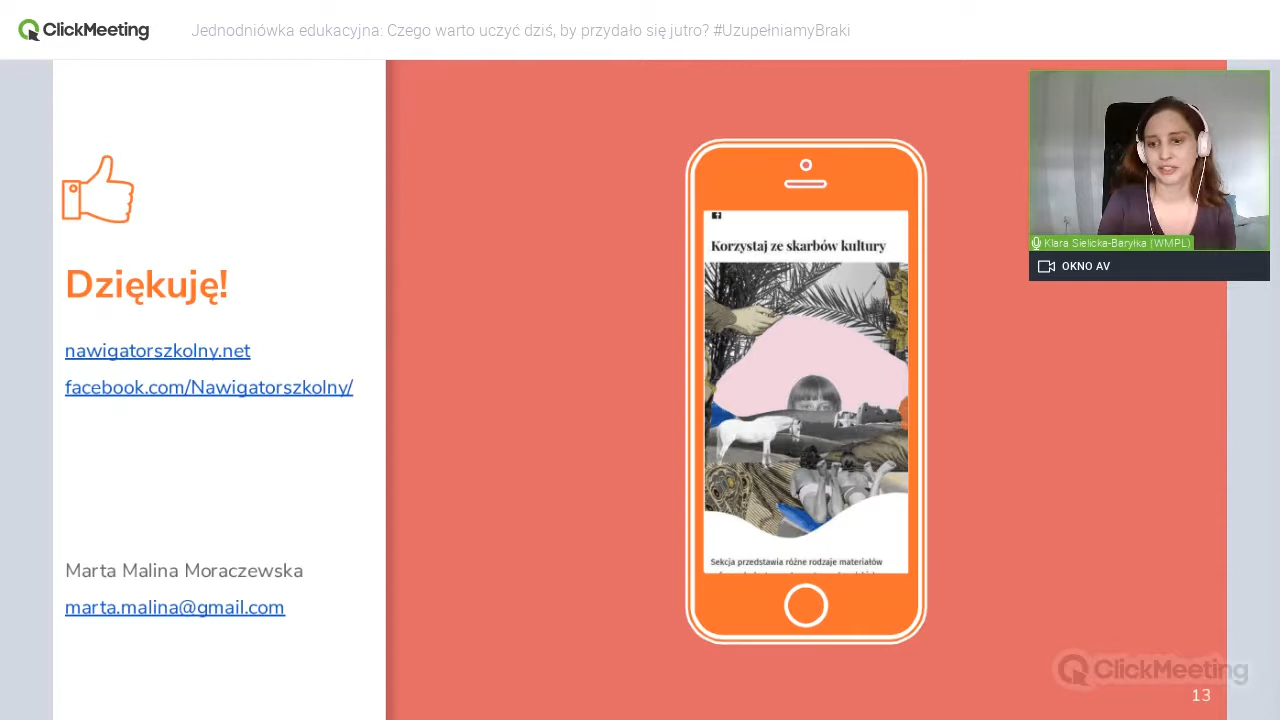 ClickMeeting
Jednodniówka edukacyjna: Czego warto uczyć dziś, by przydało się jutro? #UzupełniamyBraki
Dziękuję!
nawigatorszkolny.net
facebook.com/Nawigatorszkolny/
Marta Malina Moraczewska
marta.malina@gmail.com
Korzystaj ze skarbów kultury
Sekcja przedstawia różne rodzaje materiałów
Klara Sielicka-Baryłka (WMPL)
OKNO AV
ClickMeeting
13